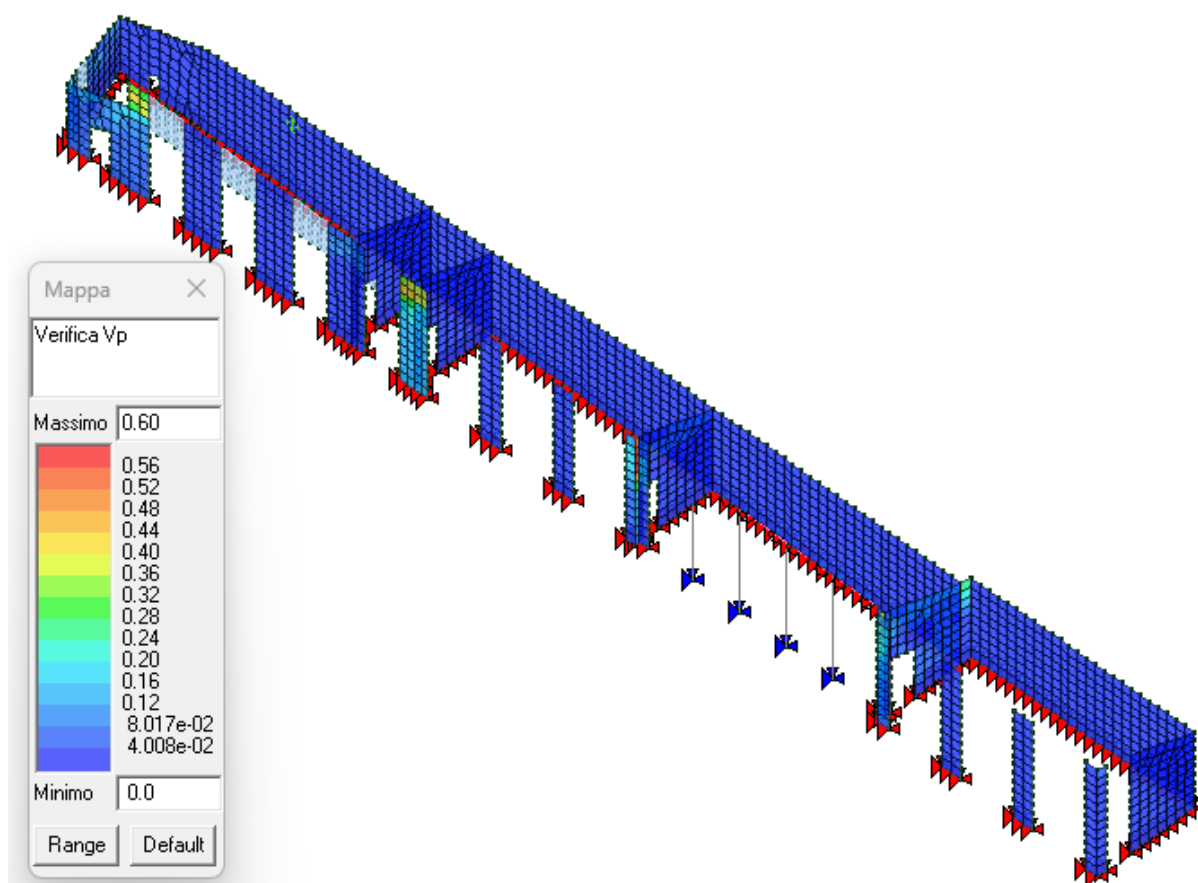 Mappa
Verifica Vp
Massimo 0.60
0.56
0.52
0.48
0.44
0.40
0.36
0.32
0.28
0.24
0.20
0.16
0.12
8.017e-02
4.008e-02
Minimo 0.0
Range Default